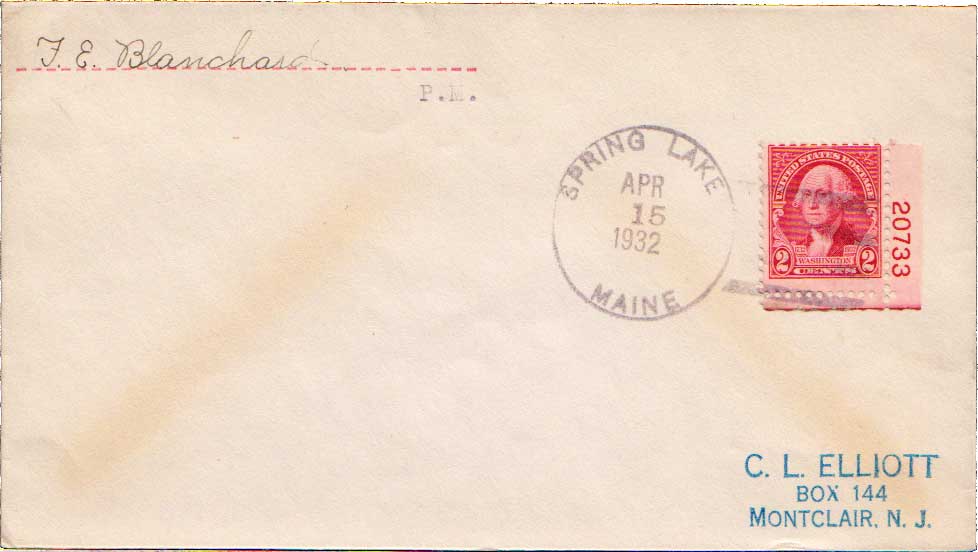 F. E. Blanchard
P.M.
SPRING LAKE
APR
15
1932
MAINE
UNITED STATES POSTAGE
2 WASHINGTON 2
CENTS
20733
C. L. ELLIOTT
BOX 144
MONTCLAIR, N. J.